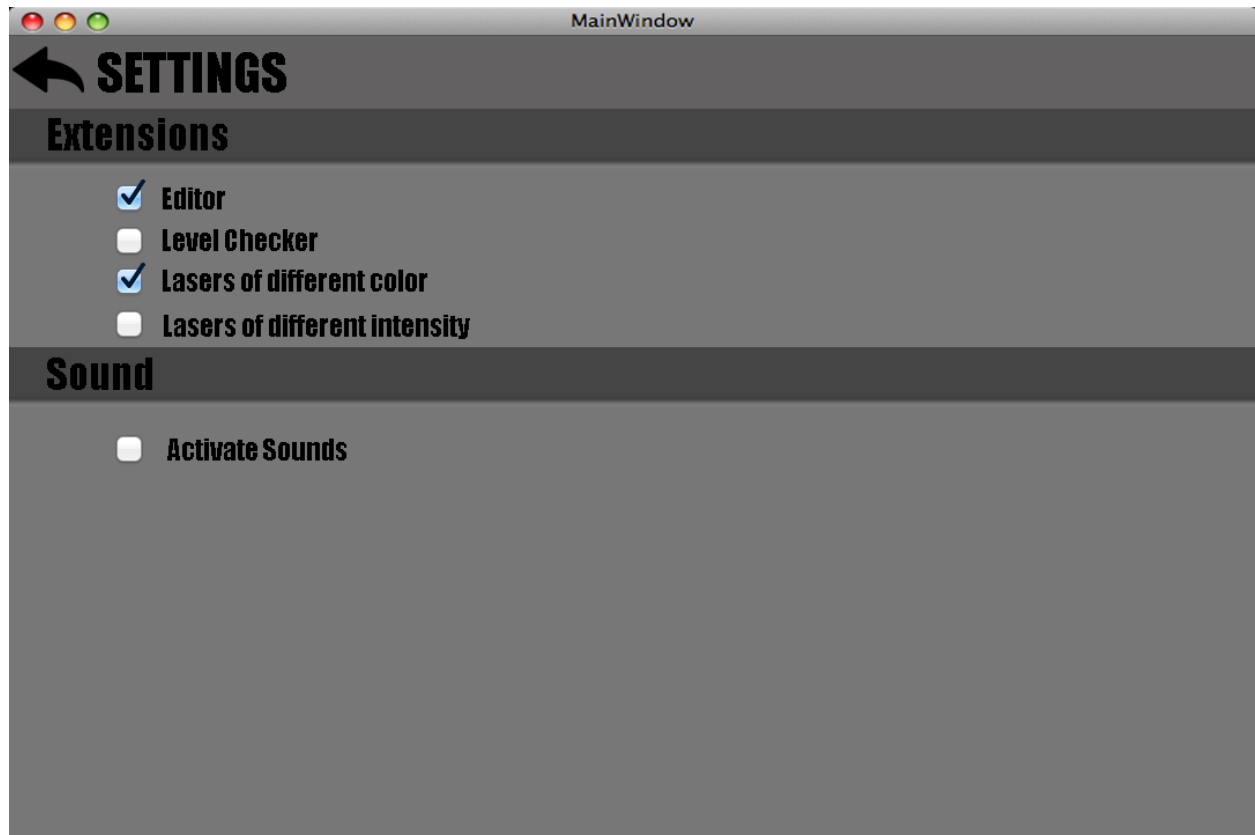 MainWindow
SETTINGS
Extensions
Editor
Level Checker
Lasers of different color
Lasers of different intensity
Sound
Activate Sounds